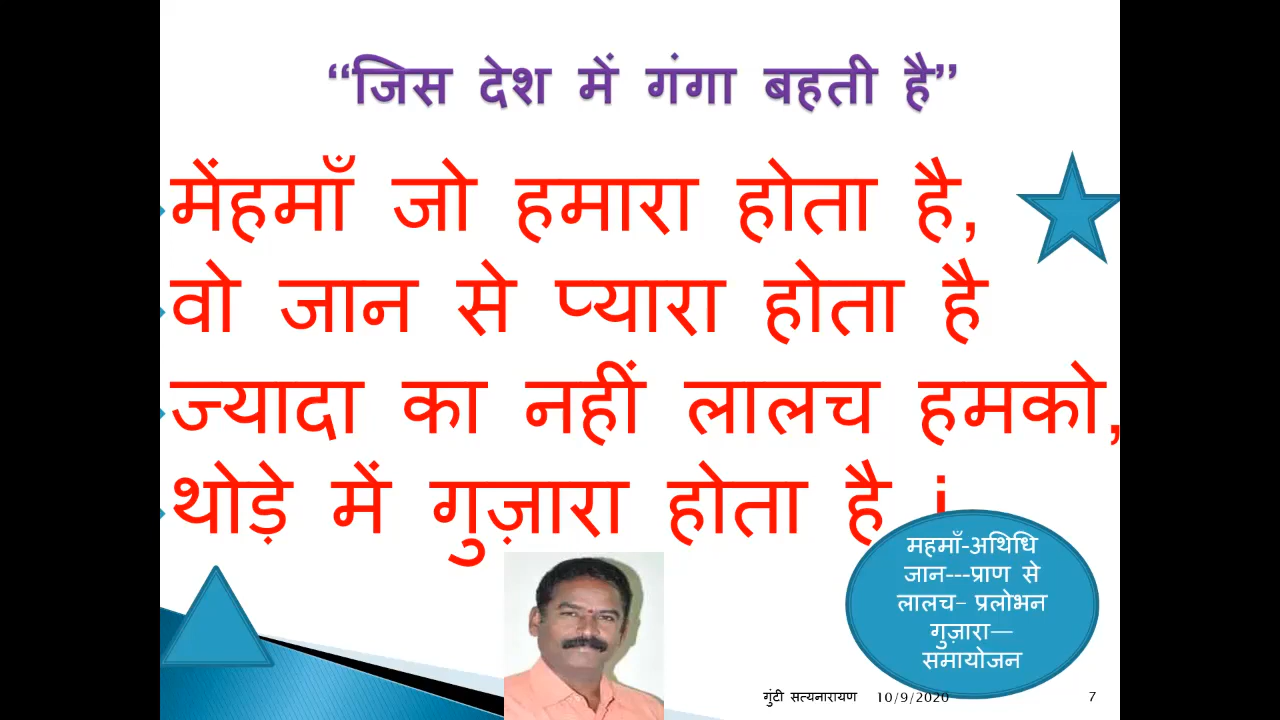 “जिस देश में गंगा बहती है”
मेंहमाँ जो हमारा होता है,
वो जान से प्यारा होता है
ज्यादा का नहीं लालच हमको,
थोड़े में गुज़ारा होता है i
महमाँ-अथिधि
जान---प्राण से
लालच– प्रलोभन
गुज़ारा—
समायोजन
गुंटी सत्यनारायण 10/9/2020 7